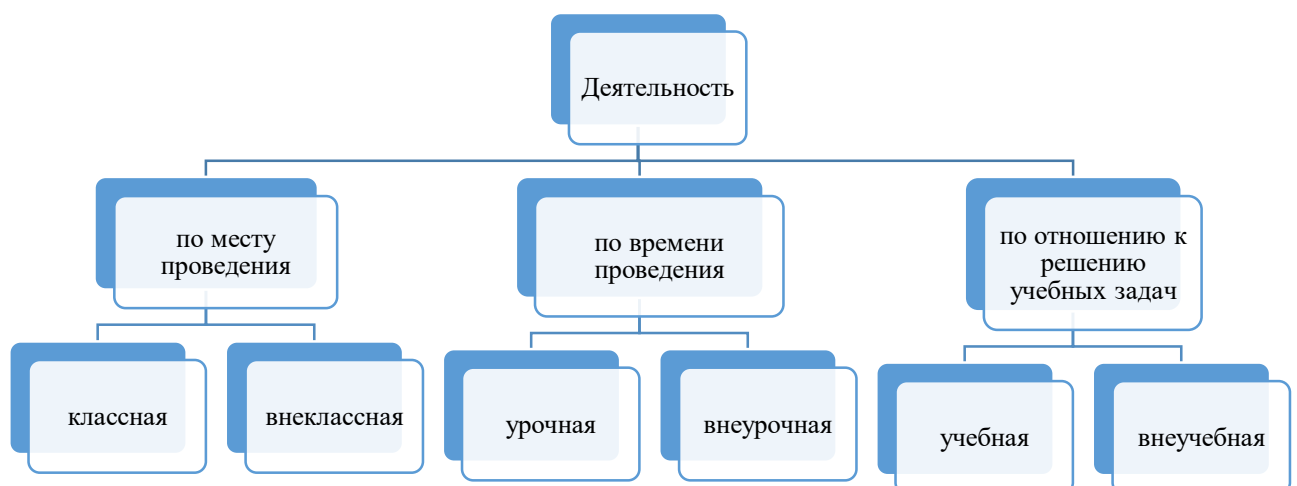 Деятельность
по месту
проведения
по времени
проведения
по отношению к
решению
учебных задач
классная
внеклассная
урочная
внеурочная
учебная
внеучебная